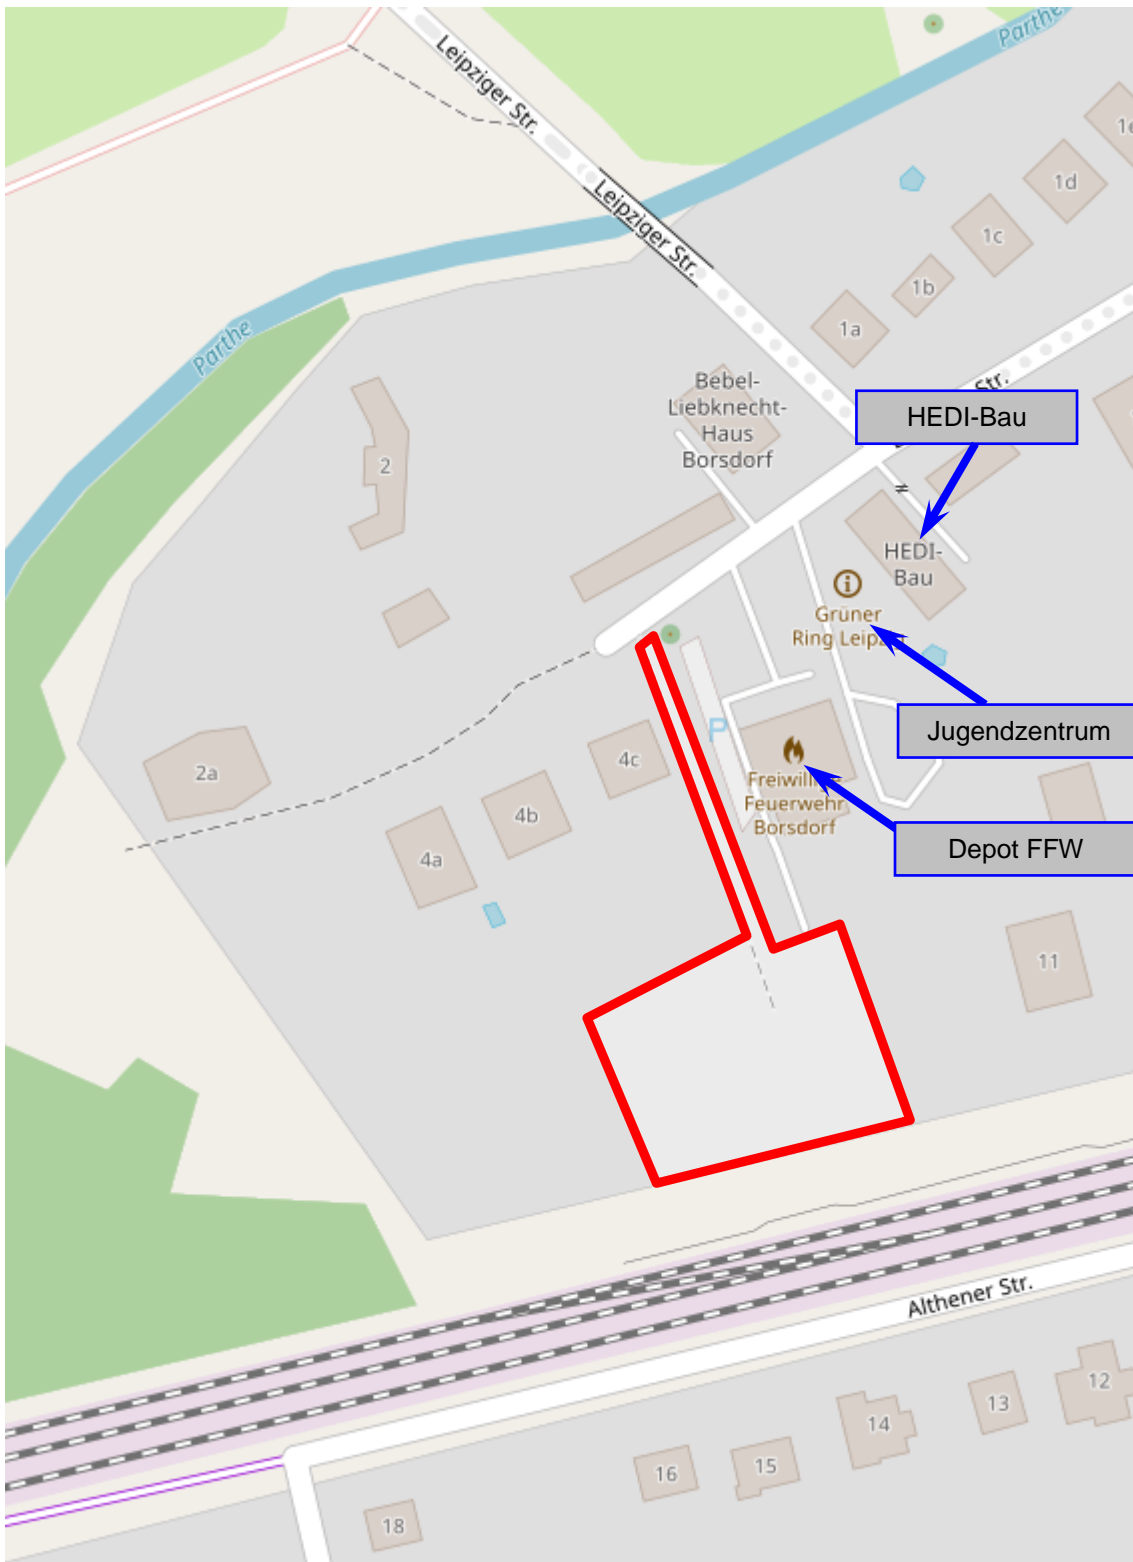 Parthe
Leipziger Str.
1e
1d
Leipziger Str.
1c
1b
1a
Parthe
Bebel-
Liebknecht-
Haus
Borsdorf
Str.
HEDI-Bau
2
HEDI-
Bau
Grüner
Ring Leipzig
Jugendzentrum
P
4c
2a
Freiwillige
Feuerwehr
Borsdorf
4b
Depot FFW
4a
11
Althener Str.
12
13
14
15
16
18